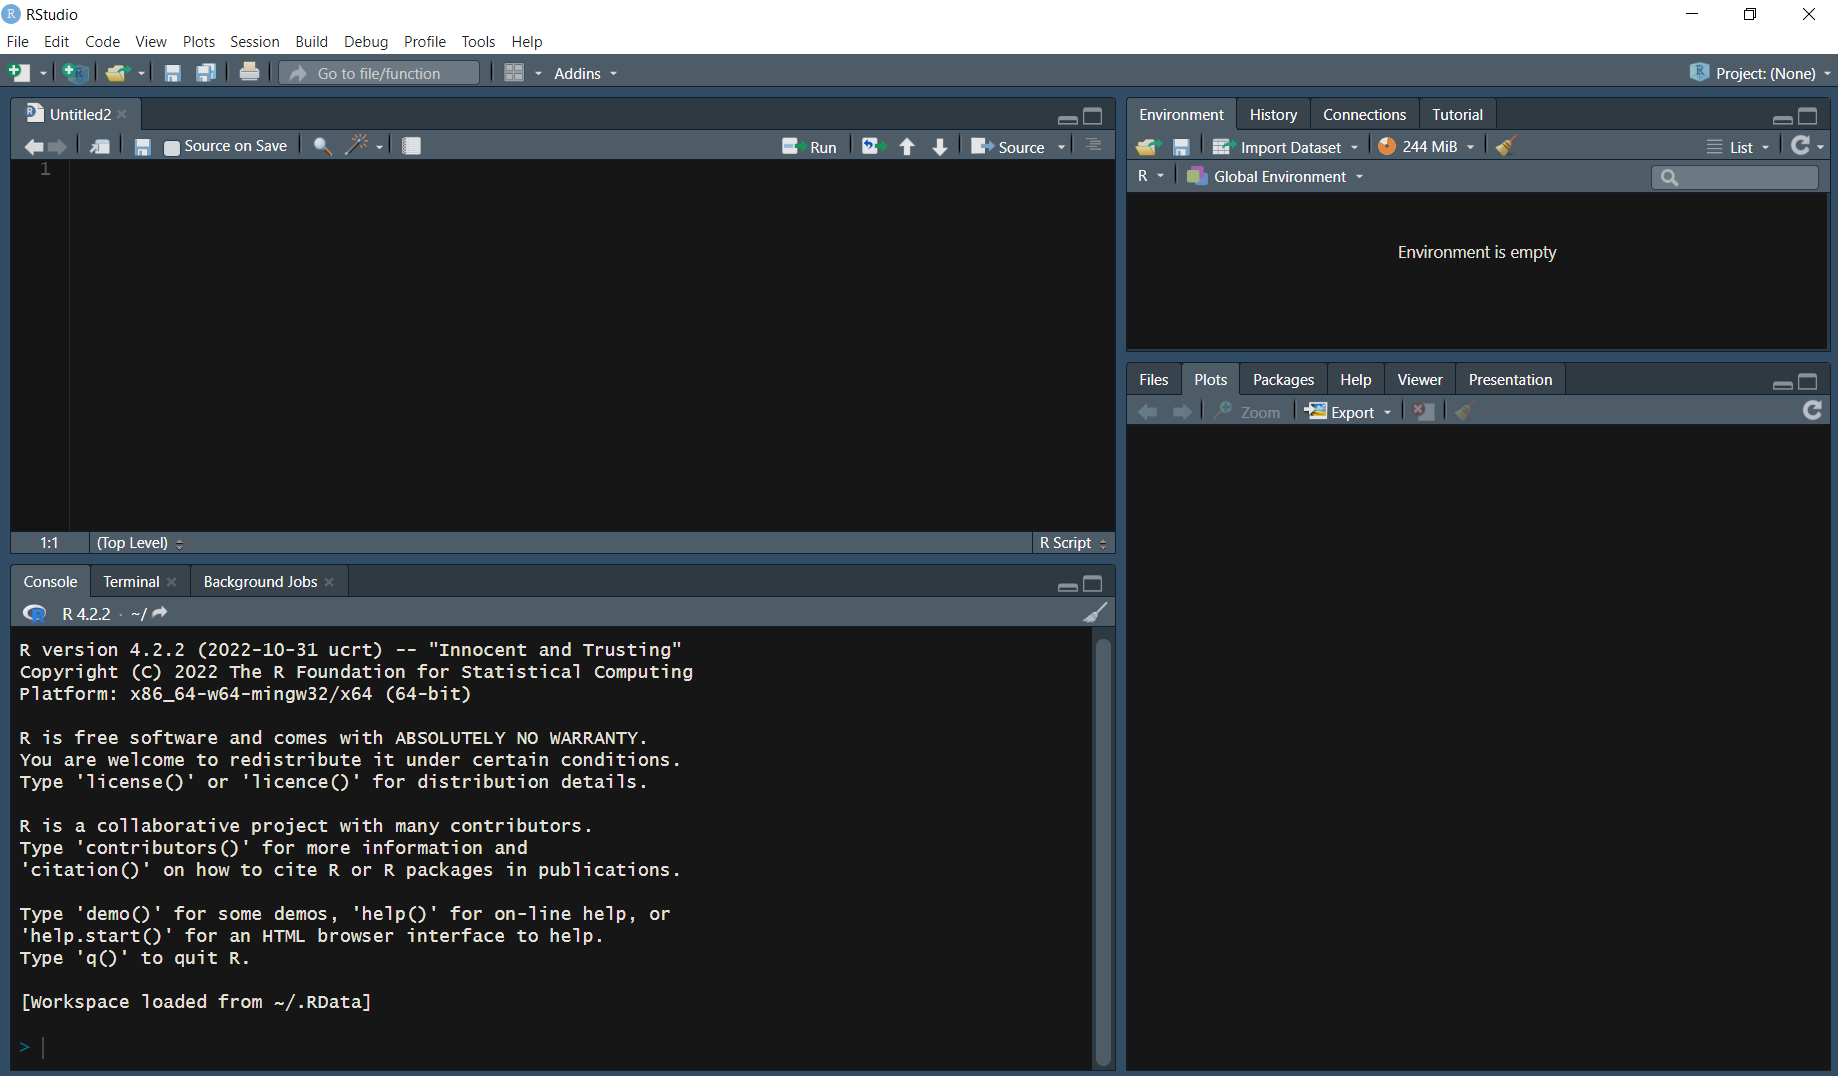 RStudio
File Edit Code View Plots Session Build Debug Profile Tools Help
Go to file/function Addins Project: (None)
Untitled2
Source on Save Run Source
1
1:1 (Top Level) R Script
Console Terminal Background Jobs
R 4.2.2 · ~/
R version 4.2.2 (2022-10-31 ucrt) -- "Innocent and Trusting"
Copyright (C) 2022 The R Foundation for Statistical Computing
Platform: x86_64-w64-mingw32/x64 (64-bit)
R is free software and comes with ABSOLUTELY NO WARRANTY.
You are welcome to redistribute it under certain conditions.
Type 'license()' or 'licence()' for distribution details.
R is a collaborative project with many contributors.
Type 'contributors()' for more information and
'citation()' on how to cite R or R packages in publications.
Type 'demo()' for some demos, 'help()' for on-line help, or
'help.start()' for an HTML browser interface to help.
Type 'q()' to quit R.
[Workspace loaded from ~/.RData]
>
Environment History Connections Tutorial
Import Dataset 244 MiB List
R Global Environment
Environment is empty
Files Plots Packages Help Viewer Presentation
Zoom Export